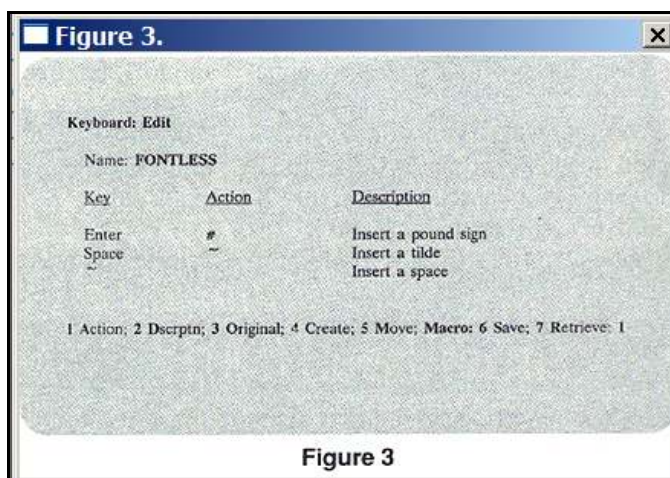 Figure 3.
Keyboard: Edit
Name: FONTLESS
Key Action Description
Enter # Insert a pound sign
Space ~ Insert a tilde
~ Insert a space
1 Action; 2 Dscrptn; 3 Original; 4 Create; 5 Move; Macro: 6 Save; 7 Retrieve: 1
Figure 3